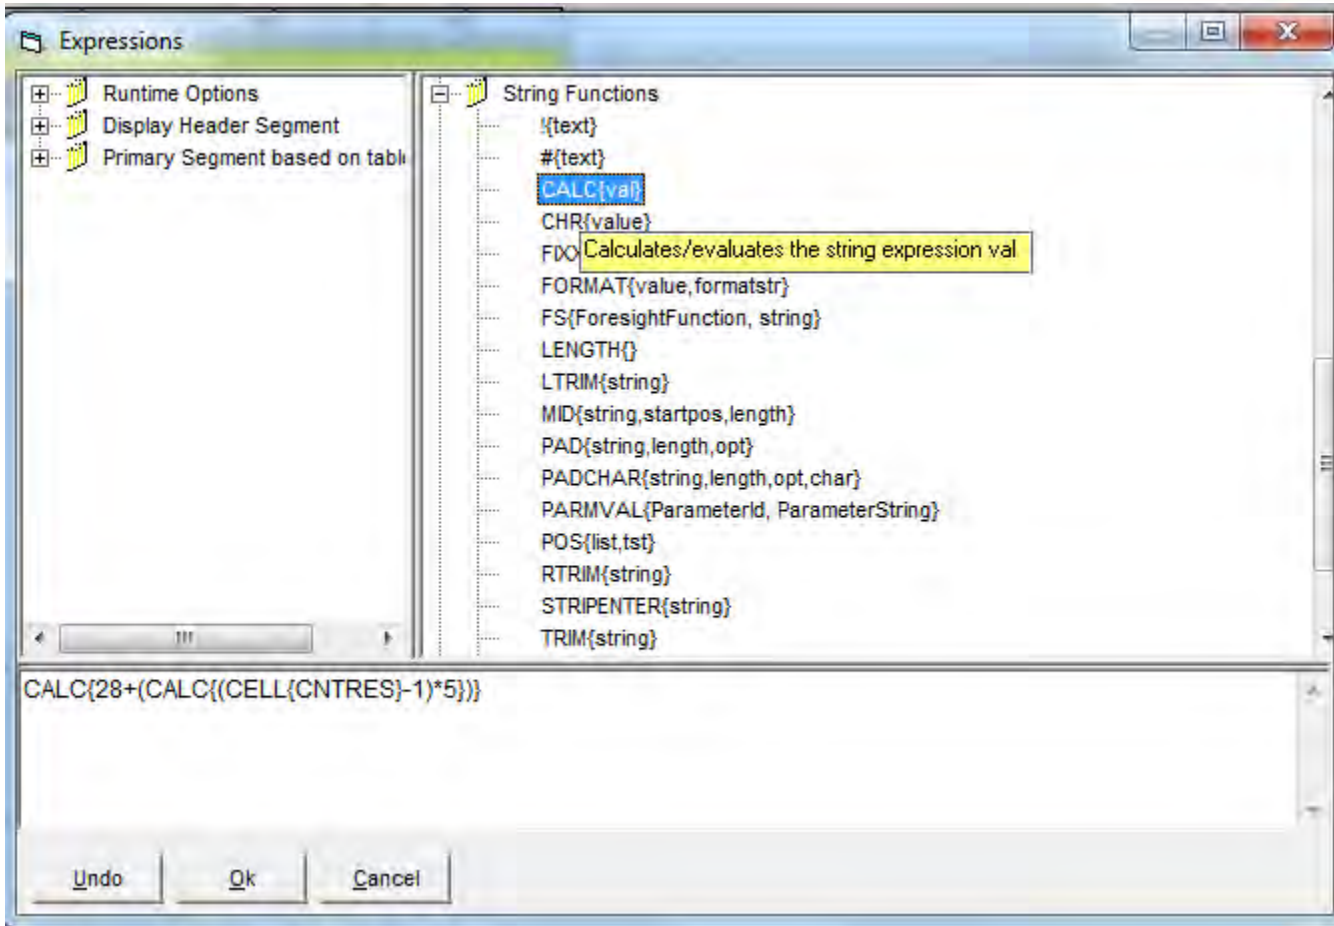 Expressions
Runtime Options
Display Header Segment
Primary Segment based on tabl
String Functions
!{text}
#{text}
CALC{val}
CHR{value}
Calculates/evaluates the string expression val
FORMAT{value,formatstr}
FS{ForesightFunction, string}
LENGTH{}
LTRIM{string}
MID{string,startpos,length}
PAD{string,length,opt}
PADCHAR{string,length,opt,char}
PARMVAL{ParameterId, ParameterString}
POS{list,tst}
RTRIM{string}
STRIPENTER{string}
TRIM{string}
CALC{28+(CALC{(CELL{CNTRES}-1)*5})}
Undo Ok Cancel